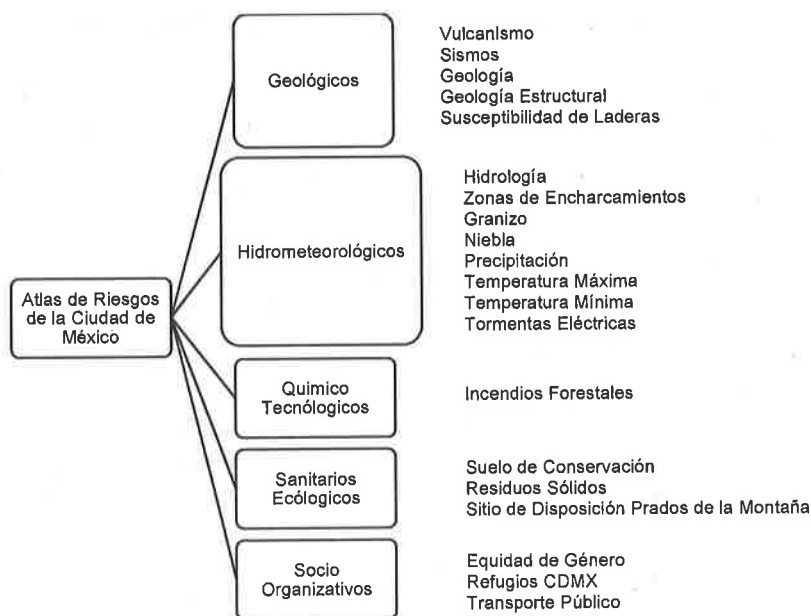 Atlas de Riesgos
de la Ciudad de
México
Geológicos
Vulcanismo
Sismos
Geología
Geología Estructural
Susceptibilidad de Laderas
Hidrometeorológicos
Hidrología
Zonas de Encharcamientos
Granizo
Niebla
Precipitación
Temperatura Máxima
Temperatura Mínima
Tormentas Eléctricas
Quimico
Tecnólogicos
Incendios Forestales
Sanitarios
Ecólogicos
Suelo de Conservación
Residuos Sólidos
Sitio de Disposición Prados de la Montaña
Socio
Organizativos
Equidad de Género
Refugios CDMX
Transporte Público